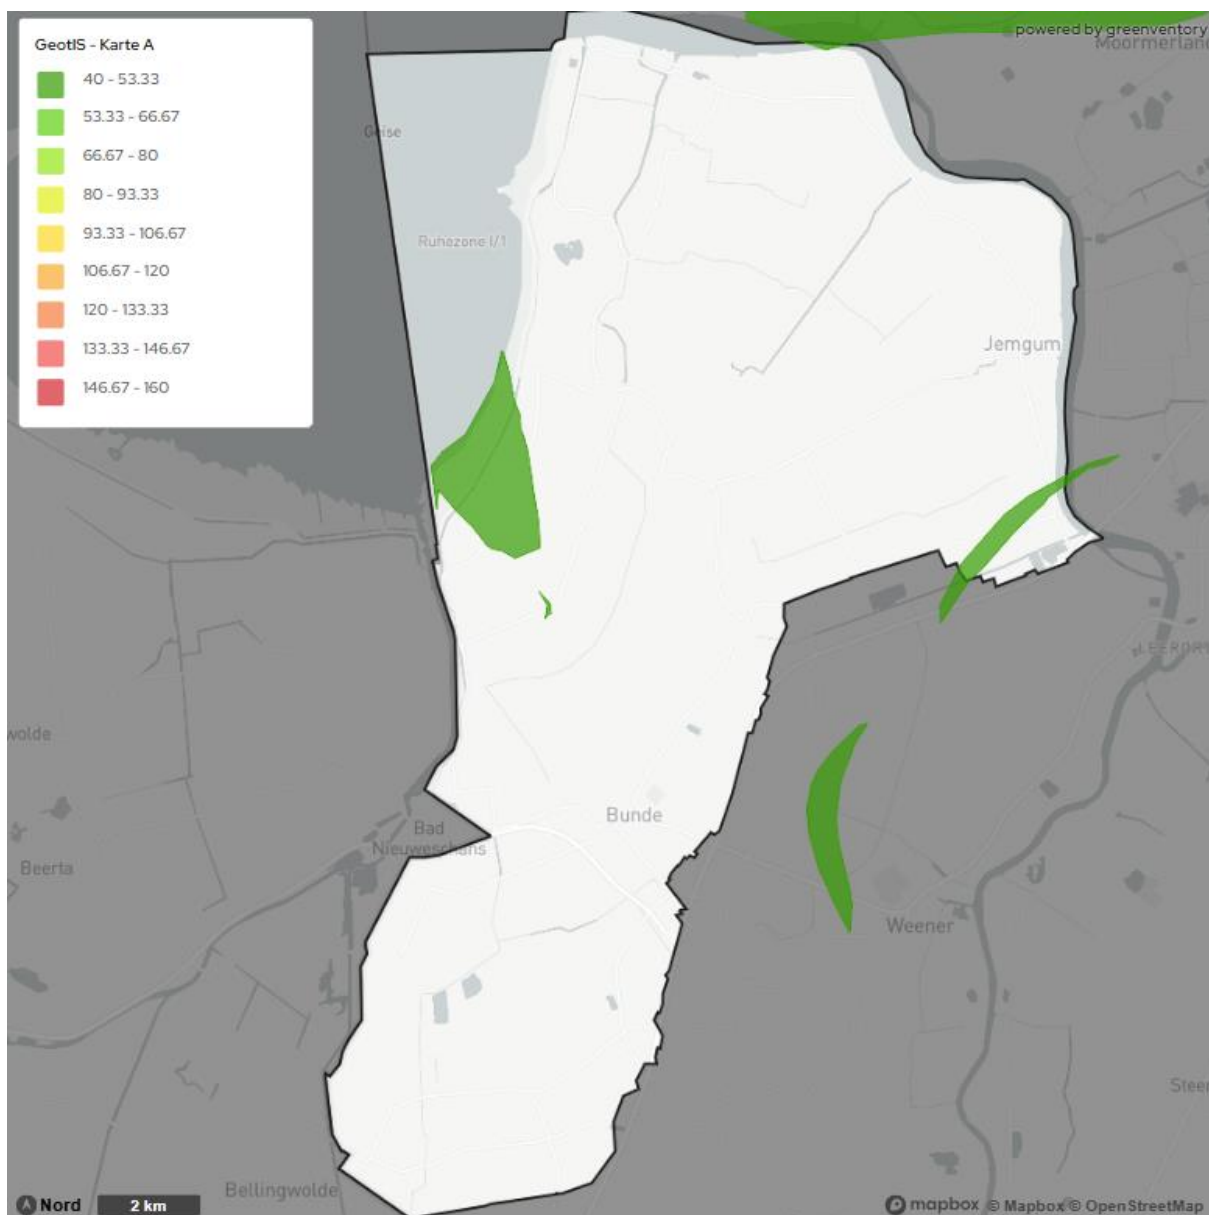 GeotIS - Karte A
40 - 53.33
53.33 - 66.67
66.67 - 80
80 - 93.33
93.33 - 106.67
106.67 - 120
120 - 133.33
133.33 - 146.67
146.67 - 160
powered by greenventory
Moormerland
Geise
Ruhezone I/1
Jemgum
LEERORT
wolde
Bunde
Bad
Nieuweschans
Beerta
Weener
Steen
Bellingwolde
Nord
2 km
mapbox © Mapbox © OpenStreetMap